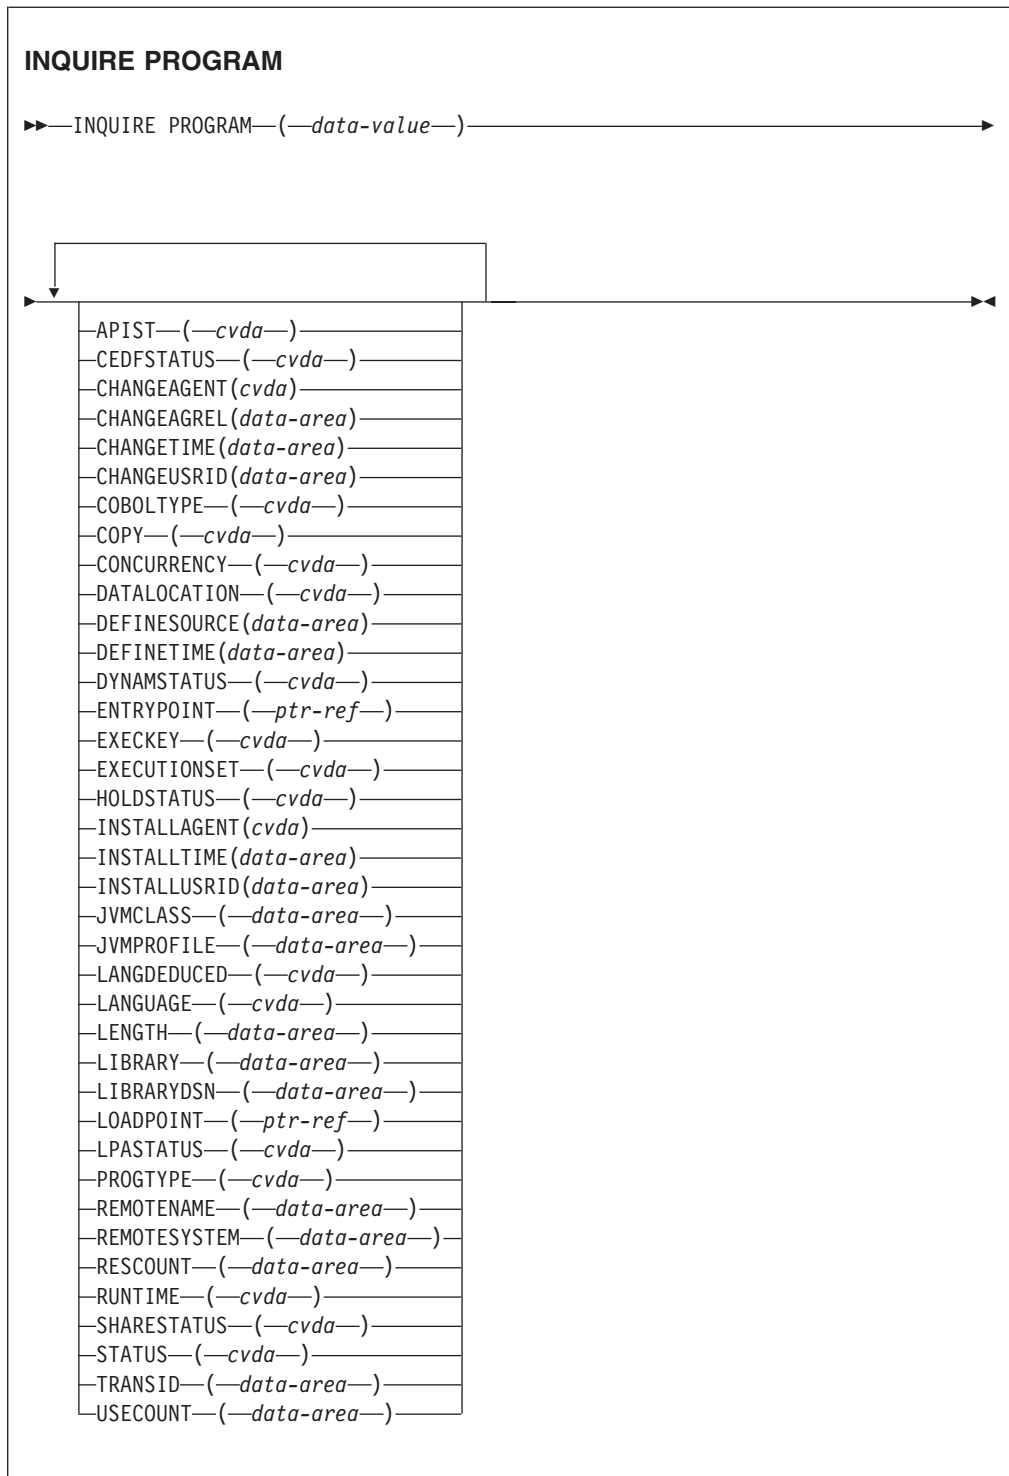 INQUIRE PROGRAM
INQUIRE PROGRAM ( data-value )
APIST ( cvda )
CEDFSTATUS ( cvda )
CHANGEAGENT(cvda)
CHANGEAGREL(data-area)
CHANGETIME(data-area)
CHANGEUSRID(data-area)
COBOLTYPE ( cvda )
COPY ( cvda )
CONCURRENCY ( cvda )
DATALOCATION ( cvda )
DEFINESOURCE(data-area)
DEFINETIME(data-area)
DYNAMSTATUS ( cvda )
ENTRYPOINT ( ptr-ref )
EXECKEY ( cvda )
EXECUTIONSET ( cvda )
HOLDSTATUS ( cvda )
INSTALLAGENT(cvda)
INSTALLTIME(data-area)
INSTALLUSRID(data-area)
JVMCLASS ( data-area )
JVMPROFILE ( data-area )
LANGDEDUCED ( cvda )
LANGUAGE ( cvda )
LENGTH ( data-area )
LIBRARY ( data-area )
LIBRARYDSN ( data-area )
LOADPOINT ( ptr-ref )
LPASTATUS ( cvda )
PROGTYPE ( cvda )
REMOTENAME ( data-area )
REMOTESYSTEM ( data-area )
RESCOUNT ( data-area )
RUNTIME ( cvda )
SHARESTATUS ( cvda )
STATUS ( cvda )
TRANSID ( data-area )
USECOUNT ( data-area )